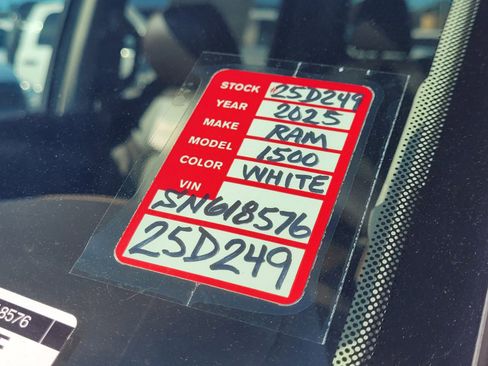 STOCK 25D249
YEAR 2025
MAKE RAM
MODEL 1500
COLOR WHITE
VIN
SN618576
25D249
8576